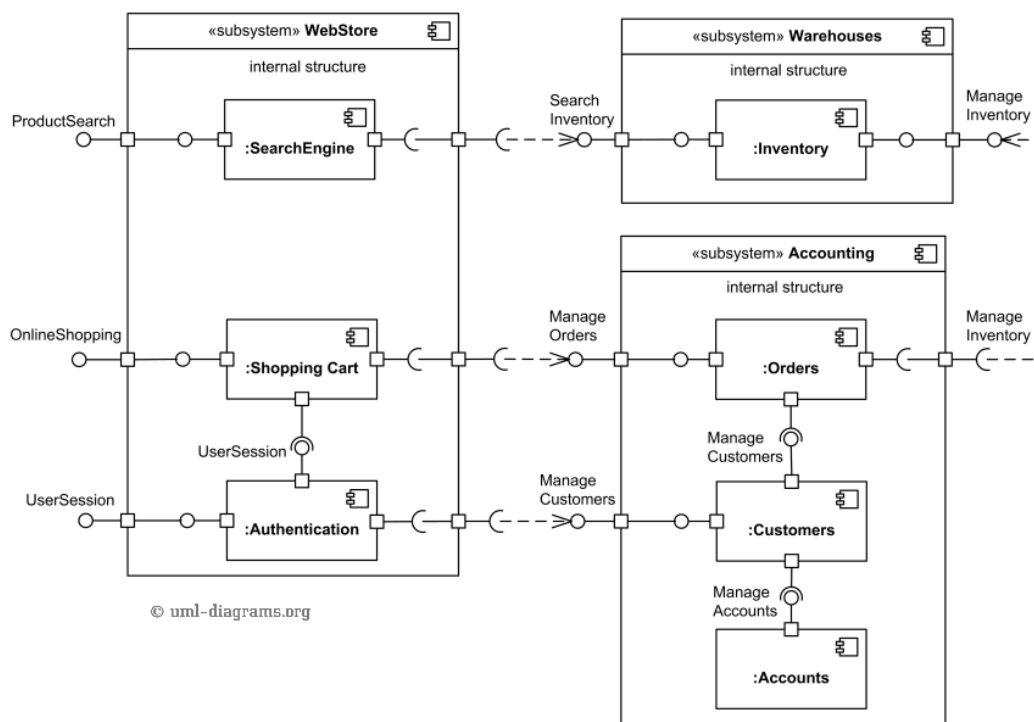 «subsystem» WebStore
internal structure
ProductSearch
:SearchEngine
OnlineShopping
:Shopping Cart
UserSession
UserSession
:Authentication
Search
Inventory
«subsystem» Warehouses
internal structure
:Inventory
Manage
Inventory
Manage
Orders
«subsystem» Accounting
internal structure
:Orders
Manage
Inventory
Manage
Customers
Manage
Customers
:Customers
Manage
Accounts
:Accounts
© uml-diagrams.org